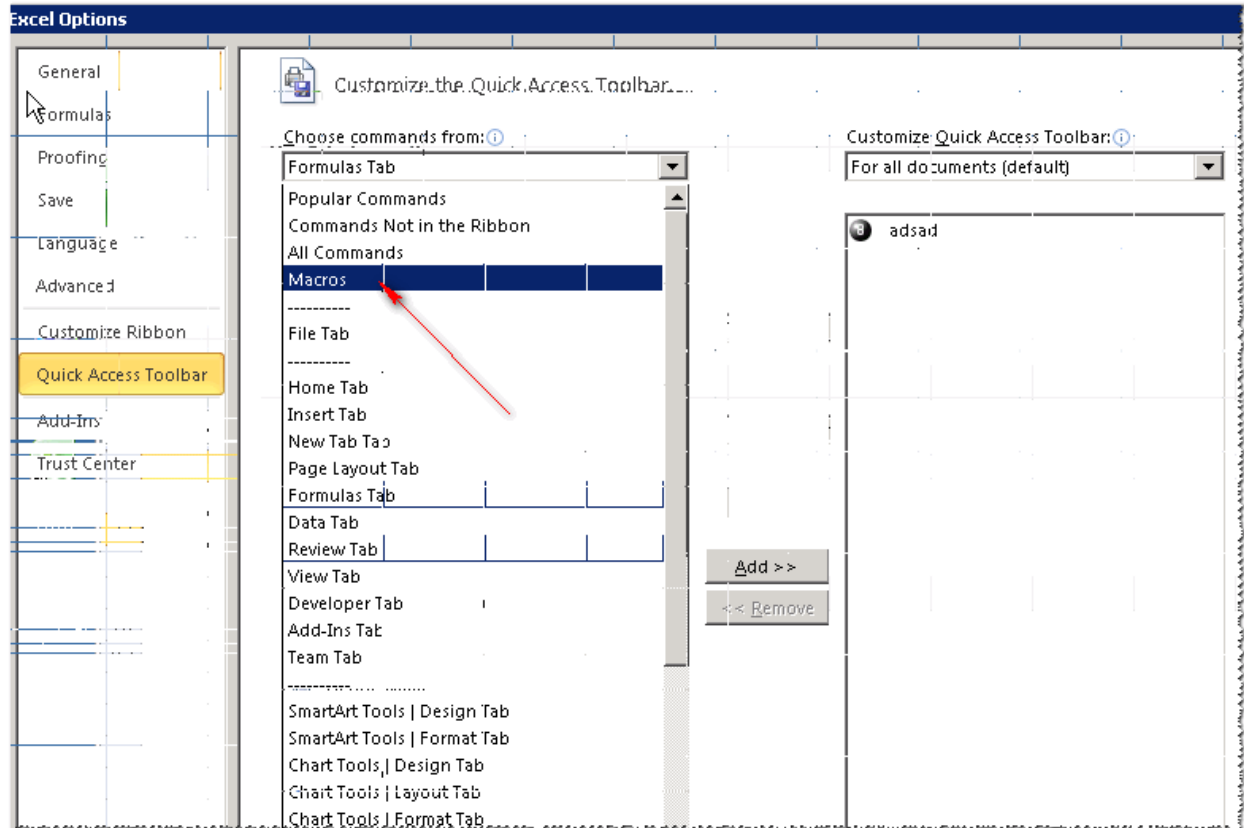 Excel Options
General
Formulas
Proofing
Save
Language
Advanced
Customize Ribbon
Quick Access Toolbar
Add-Ins
Trust Center
Customize the Quick Access Toolbar.
Choose commands from:
Formulas Tab
Popular Commands
Commands Not in the Ribbon
All Commands
Macros
----------
File Tab
----------
Home Tab
Insert Tab
New Tab Tab
Page Layout Tab
Formulas Tab
Data Tab
Review Tab
View Tab
Developer Tab
Add-Ins Tab
Team Tab
----------
SmartArt Tools | Design Tab
SmartArt Tools | Format Tab
Chart Tools | Design Tab
Chart Tools | Layout Tab
Chart Tools | Format Tab
Add >>
<< Remove
Customize Quick Access Toolbar:
For all documents (default)
adsad